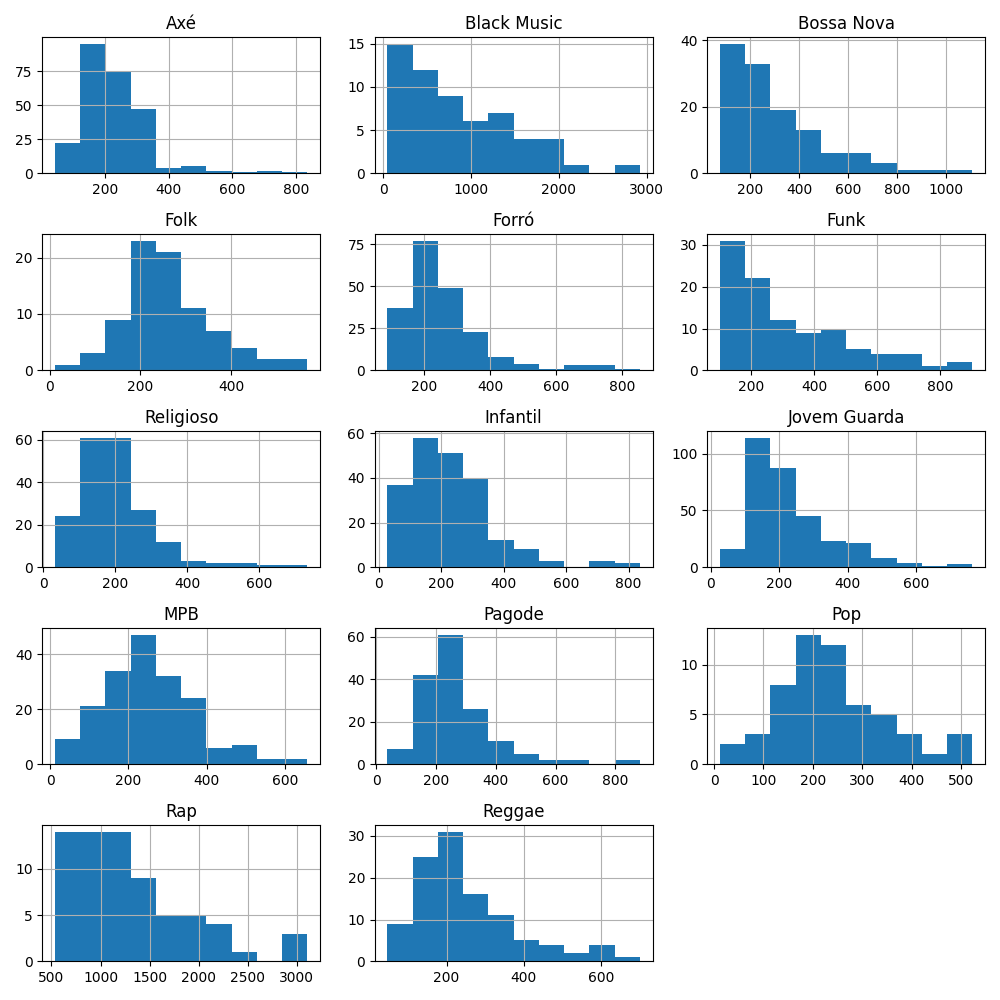 Axé Black Music Bossa Nova
75 15 40
50 10 20
25 5
0 0 0
200 400 600 800 0 1000 2000 3000 200 400 600 800 1000
Folk Forró Funk
20 75 30
10 50 20
0 25 10
0 0
0 200 400 200 400 600 800 200 400 600 800
Religioso Infantil Jovem Guarda
60 60 100
40 40 50
20 20 0
0 0
0 200 400 600 0 200 400 600 800 0 200 400 600
MPB Pagode Pop
40 60 10
20 40 5
0 20 0
0
0 200 400 600 0 200 400 600 800 0 100 200 300 400 500
Rap Reggae
10 30
5 20
0 10
0
500 1000 1500 2000 2500 3000 200 400 600